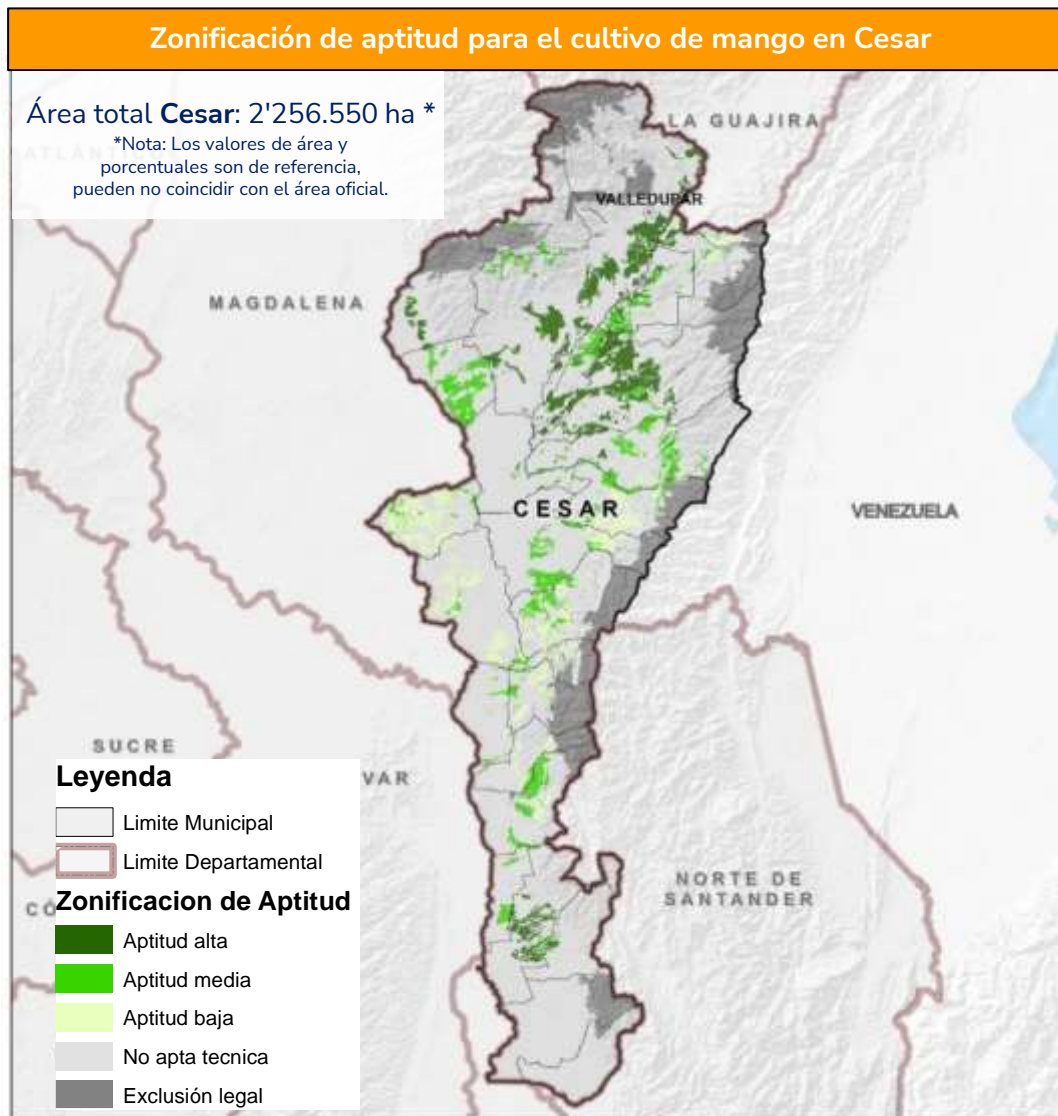 Zonificación de aptitud para el cultivo de mango en Cesar
Área total Cesar: 2'256.550 ha *
*Nota: Los valores de área y
porcentuales son de referencia,
pueden no coincidir con el área oficial.
LA GUAJIRA
VALLEDUPAR
MAGDALENA
CESAR
VENEZUELA
SUCRE
VAR
NORTE DE
SANTANDER
CÓ
Leyenda
Limite Municipal
Limite Departamental
Zonificacion de Aptitud
Aptitud alta
Aptitud media
Aptitud baja
No apta tecnica
Exclusión legal